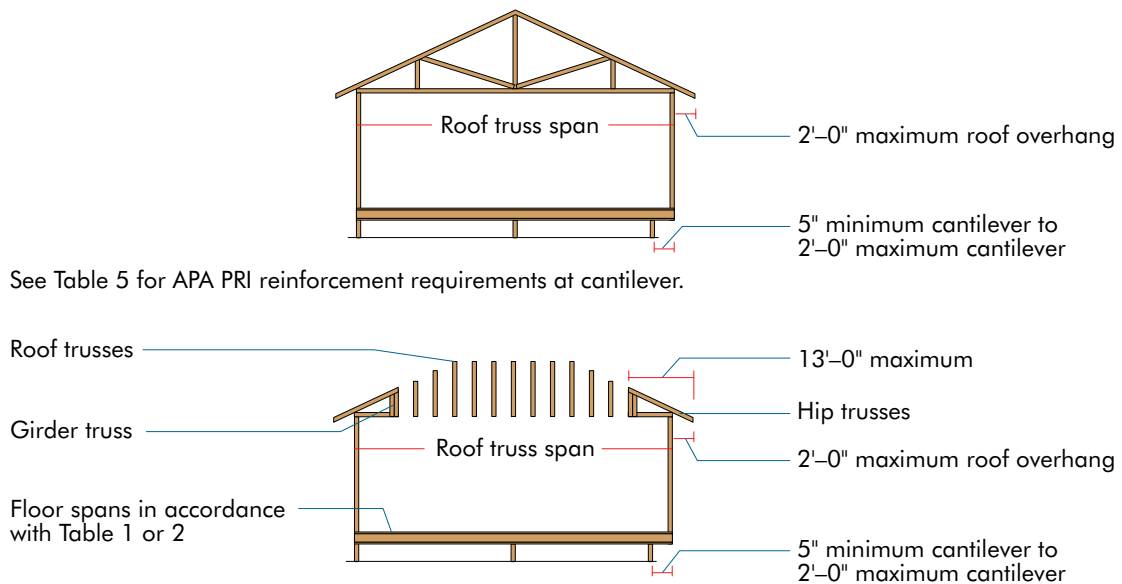 Roof truss span
2'–0" maximum roof overhang
5" minimum cantilever to
2'–0" maximum cantilever
See Table 5 for APA PRI reinforcement requirements at cantilever.
Roof trusses
13'–0" maximum
Hip trusses
Girder truss
Roof truss span
2'–0" maximum roof overhang
Floor spans in accordance
with Table 1 or 2
5" minimum cantilever to
2'–0" maximum cantilever